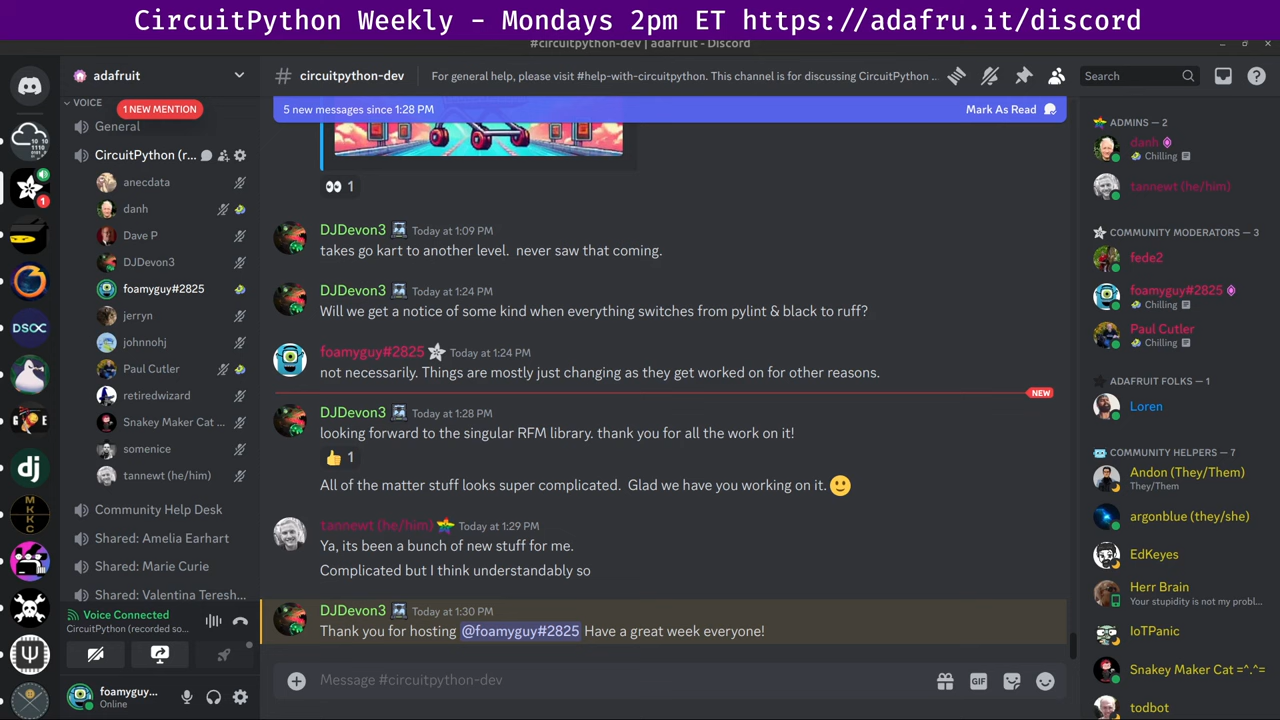 CircuitPython Weekly - Mondays 2pm ET https://adafru.it/discord
#circuitpython-dev | adafruit - Discord
adafruit
# circuitpython-dev
For general help, please visit #help-with-circuitpython. This channel is for discussing CircuitPython ...
Search
VOICE
1 NEW MENTION
General
CircuitPython (r...
anecdata
danh
Dave P
DJDevon3
foamyguy#2825
jerryn
johnnohj
Paul Cutler
retiredwizard
Snakey Maker Cat ...
somenice
tannewt (he/him)
Community Help Desk
Shared: Amelia Earhart
Shared: Marie Curie
Shared: Valentina Teresh...
Voice Connected
CircuitPython (recorded so...
foamyguy...
Online
1
DSOC
dj
MK
KC
5 new messages since 1:28 PM
Mark As Read
1
DJDevon3 Today at 1:09 PM
takes go kart to another level. never saw that coming.
DJDevon3 Today at 1:24 PM
Will we get a notice of some kind when everything switches from pylint & black to ruff?
foamyguy#2825 Today at 1:24 PM
not necessarily. Things are mostly just changing as they get worked on for other reasons.
NEW
DJDevon3 Today at 1:28 PM
looking forward to the singular RFM library. thank you for all the work on it!
1
All of the matter stuff looks super complicated. Glad we have you working on it.
tannewt (he/him) Today at 1:29 PM
Ya, its been a bunch of new stuff for me.
Complicated but I think understandably so
DJDevon3 Today at 1:30 PM
Thank you for hosting @foamyguy#2825 Have a great week everyone!
Message #circuitpython-dev
GIF
ADMINS — 2
danh
Chilling
tannewt (he/him)
COMMUNITY MODERATORS — 3
fede2
foamyguy#2825
Chilling
Paul Cutler
Chilling
ADAFRUIT FOLKS — 1
Loren
COMMUNITY HELPERS — 7
Andon (They/Them)
They/Them
argonblue (they/she)
EdKeyes
Herr Brain
Your stupidity is not my probl...
IoTPanic
Snakey Maker Cat =^.^=
todbot